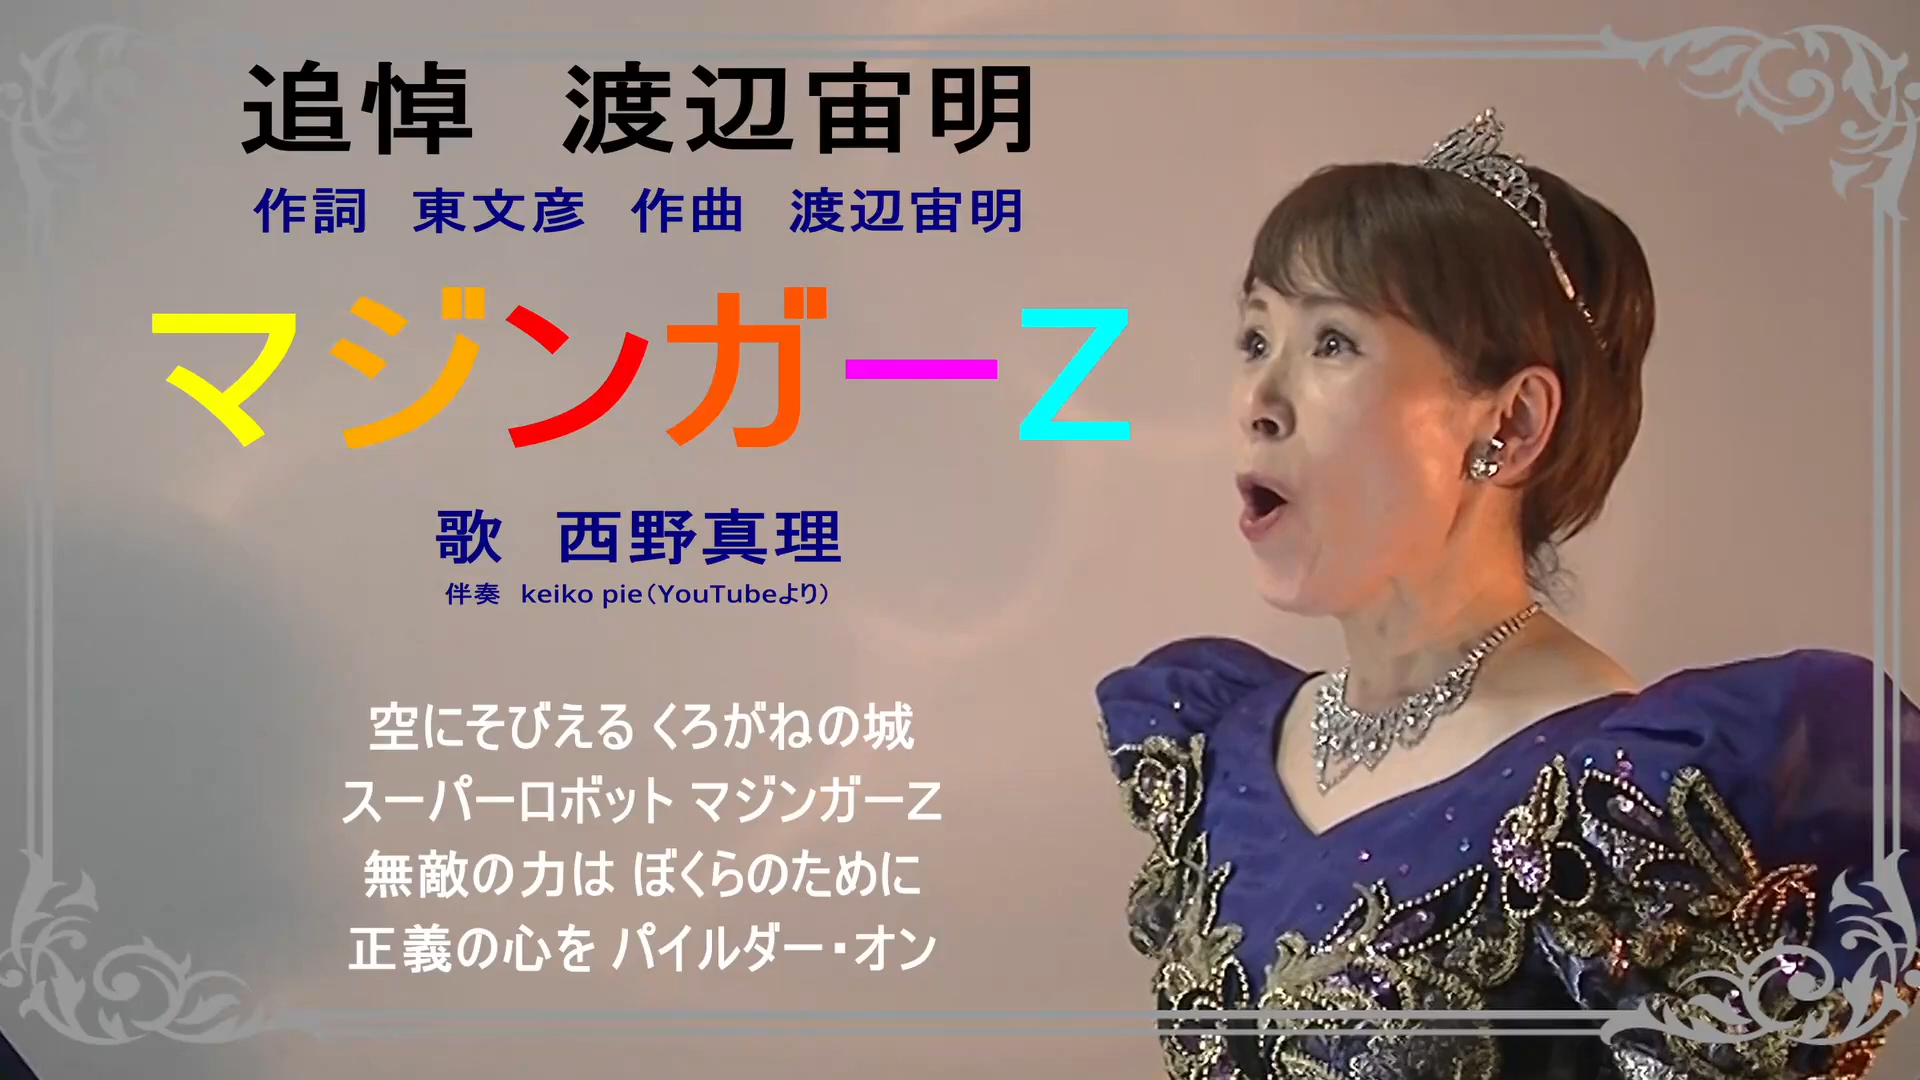 追悼　渡辺宙明
作詞　東文彦　作曲　渡辺宙明
マジンガーZ
歌　西野真理
伴奏　keiko pie（YouTubeより）
空にそびえる くろがねの城
スーパーロボット マジンガーZ
無敵の力は ぼくらのために
正義の心を パイルダー・オン